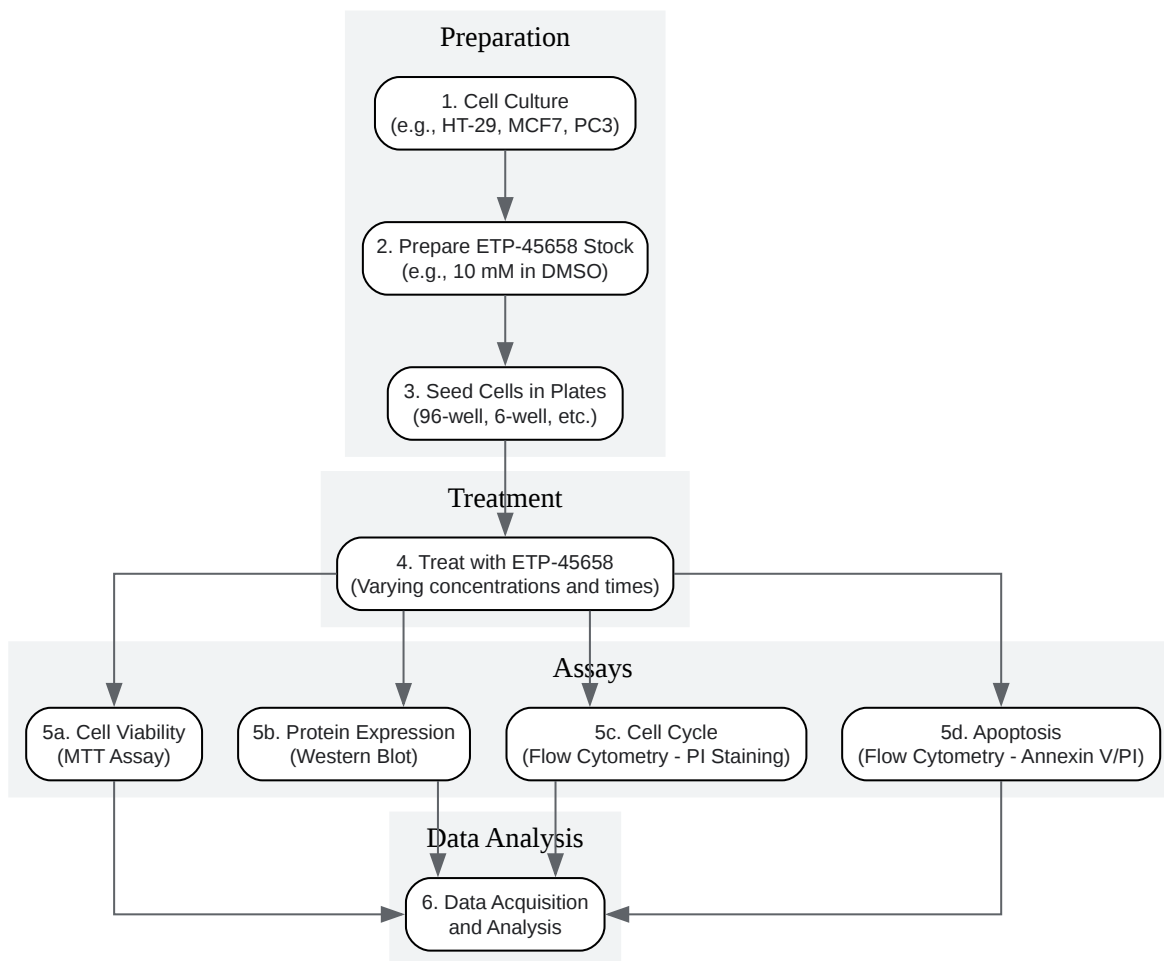 Preparation
1. Cell Culture
(e.g., HT-29, MCF7, PC3)
2. Prepare ETP-45658 Stock
(e.g., 10 mM in DMSO)
3. Seed Cells in Plates
(96-well, 6-well, etc.)
Treatment
4. Treat with ETP-45658
(Varying concentrations and times)
Assays
5a. Cell Viability
(MTT Assay)
5b. Protein Expression
(Western Blot)
5c. Cell Cycle
(Flow Cytometry - PI Staining)
5d. Apoptosis
(Flow Cytometry - Annexin V/PI)
Data Analysis
6. Data Acquisition
and Analysis